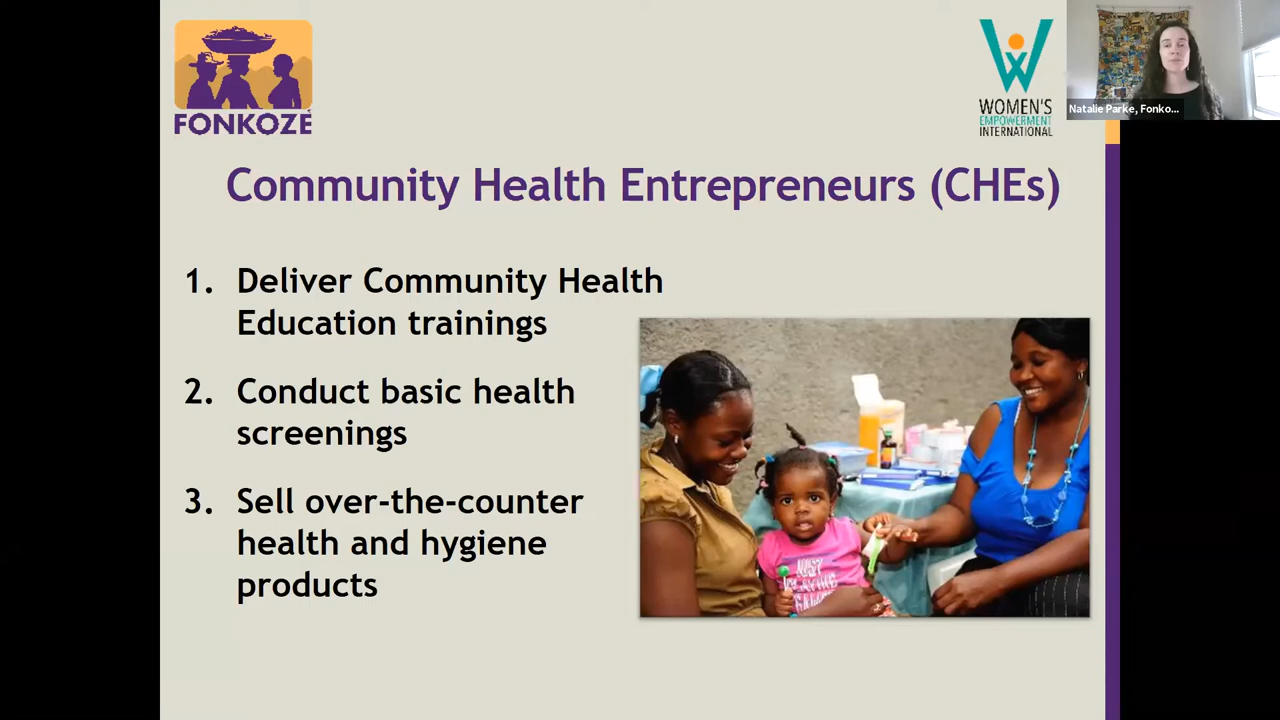 FONKOZE
WOMEN'S
EMPOWERMENT
INTERNATIONAL
Natalie Parke, Fonko...
Community Health Entrepreneurs (CHEs)
1. Deliver Community Health
Education trainings
2. Conduct basic health
screenings
3. Sell over-the-counter
health and hygiene
products